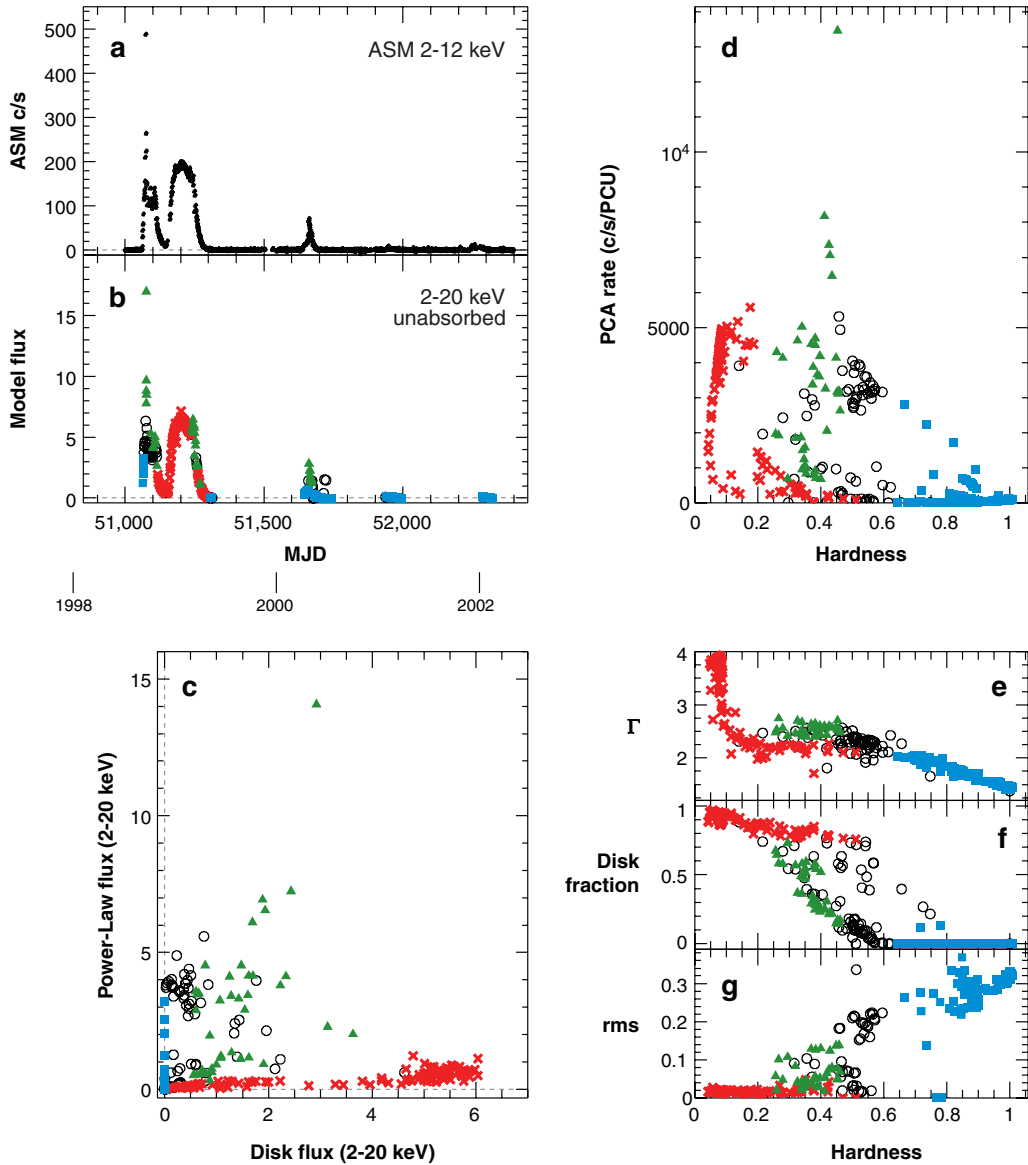 a
ASM 2-12 keV
ASM c/s
500
400
300
200
100
0
b
2-20 keV
unabsorbed
Model flux
15
10
5
0
51,000
51,500
52,000
MJD
1998
2000
2002
d
PCA rate (c/s/PCU)
10⁴
5000
0
0
0.2
0.4
0.6
0.8
1
Hardness
c
Power-Law flux (2-20 keV)
15
10
5
0
0
2
4
6
Disk flux (2-20 keV)
e
Γ
4
3
2
f
Disk
fraction
1
0.5
0
g
rms
0.3
0.2
0.1
0
0.2
0.4
0.6
0.8
1
Hardness